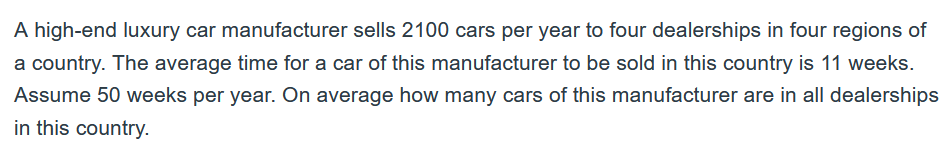 A high-end luxury car manufacturer sells 2100 cars per year to four dealerships in four regions of
a country. The average time for a car of this manufacturer to be sold in this country is 11 weeks.
Assume 50 weeks per year. On average how many cars of this manufacturer are in all dealerships
in this country.